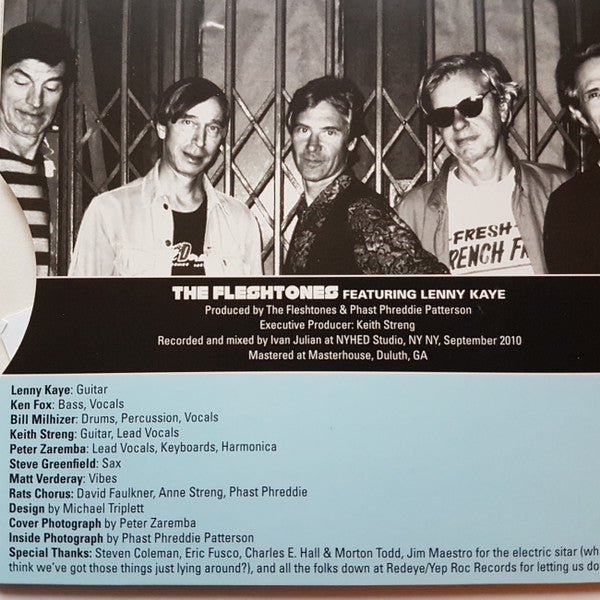 FRESH
FRENCH FR
THE FLESHTONES FEATURING LENNY KAYE
Produced by The Fleshtones & Phast Phreddie Patterson
Executive Producer: Keith Streng
Recorded and mixed by Ivan Julian at NYHED Studio, NY NY, September 2010
Mastered at Masterhouse, Duluth, GA
Lenny Kaye: Guitar
Ken Fox: Bass, Vocals
Bill Milhizer: Drums, Percussion, Vocals
Keith Streng: Guitar, Lead Vocals
Peter Zaremba: Lead Vocals, Keyboards, Harmonica
Steve Greenfield: Sax
Matt Verderay: Vibes
Rats Chorus: David Faulkner, Anne Streng, Phast Phreddie
Design by Michael Triplett
Cover Photograph by Peter Zaremba
Inside Photograph by Phast Phreddie Patterson
Special Thanks: Steven Coleman, Eric Fusco, Charles E. Hall & Morton Todd, Jim Maestro for the electric sitar (wh
think we've got those things just lying around?), and all the folks down at Redeye/Yep Roc Records for letting us do